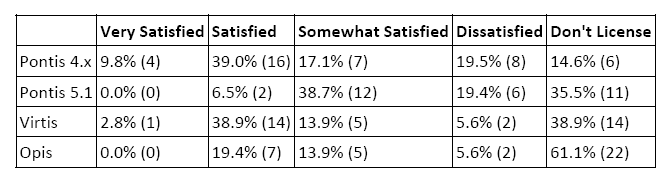 Very Satisfied Satisfied Somewhat Satisfied Dissatisfied Don't License
Pontis 4.x 9.8% (4) 39.0% (16) 17.1% (7) 19.5% (8) 14.6% (6)
Pontis 5.1 0.0% (0) 6.5% (2) 38.7% (12) 19.4% (6) 35.5% (11)
Virtis 2.8% (1) 38.9% (14) 13.9% (5) 5.6% (2) 38.9% (14)
Opis 0.0% (0) 19.4% (7) 13.9% (5) 5.6% (2) 61.1% (22)